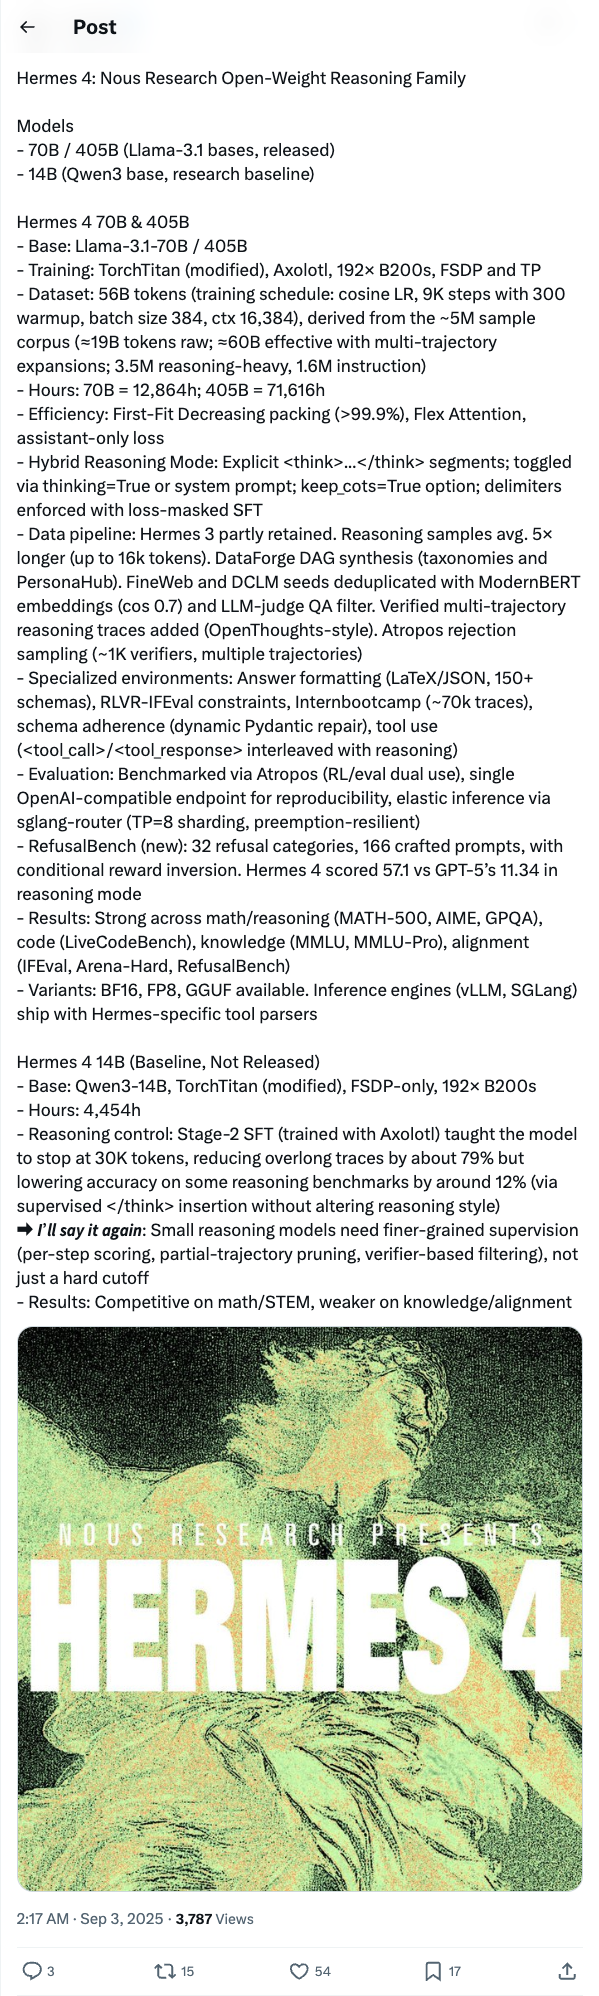 Post
Hermes 4: Nous Research Open-Weight Reasoning Family
Models
- 70B / 405B (Llama-3.1 bases, released)
- 14B (Qwen3 base, research baseline)
Hermes 4 70B & 405B
- Base: Llama-3.1-70B / 405B
- Training: TorchTitan (modified), Axolotl, 192× B200s, FSDP and TP
- Dataset: 56B tokens (training schedule: cosine LR, 9K steps with 300
warmup, batch size 384, ctx 16,384), derived from the ~5M sample
corpus (≈19B tokens raw; ≈60B effective with multi-trajectory
expansions; 3.5M reasoning-heavy, 1.6M instruction)
- Hours: 70B = 12,864h; 405B = 71,616h
- Efficiency: First-Fit Decreasing packing (>99.9%), Flex Attention,
assistant-only loss
- Hybrid Reasoning Mode: Explicit <think>…</think> segments; toggled
via thinking=True or system prompt; keep_cots=True option; delimiters
enforced with loss-masked SFT
- Data pipeline: Hermes 3 partly retained. Reasoning samples avg. 5×
longer (up to 16k tokens). DataForge DAG synthesis (taxonomies and
PersonaHub). FineWeb and DCLM seeds deduplicated with ModernBERT
embeddings (cos 0.7) and LLM-judge QA filter. Verified multi-trajectory
reasoning traces added (OpenThoughts-style). Atropos rejection
sampling (~1K verifiers, multiple trajectories)
- Specialized environments: Answer formatting (LaTeX/JSON, 150+
schemas), RLVR-IFEval constraints, Internbootcamp (~70k traces),
schema adherence (dynamic Pydantic repair), tool use
(<tool_call>/<tool_response> interleaved with reasoning)
- Evaluation: Benchmarked via Atropos (RL/eval dual use), single
OpenAI-compatible endpoint for reproducibility, elastic inference via
sglang-router (TP=8 sharding, preemption-resilient)
- RefusalBench (new): 32 refusal categories, 166 crafted prompts, with
conditional reward inversion. Hermes 4 scored 57.1 vs GPT-5’s 11.34 in
reasoning mode
- Results: Strong across math/reasoning (MATH-500, AIME, GPQA),
code (LiveCodeBench), knowledge (MMLU, MMLU-Pro), alignment
(IFEval, Arena-Hard, RefusalBench)
- Variants: BF16, FP8, GGUF available. Inference engines (vLLM, SGLang)
ship with Hermes-specific tool parsers
Hermes 4 14B (Baseline, Not Released)
- Base: Qwen3-14B, TorchTitan (modified), FSDP-only, 192× B200s
- Hours: 4,454h
- Reasoning control: Stage-2 SFT (trained with Axolotl) taught the model
to stop at 30K tokens, reducing overlong traces by about 79% but
lowering accuracy on some reasoning benchmarks by around 12% (via
supervised </think> insertion without altering reasoning style)
➡ I’ll say it again: Small reasoning models need finer-grained supervision
(per-step scoring, partial-trajectory pruning, verifier-based filtering), not
just a hard cutoff
- Results: Competitive on math/STEM, weaker on knowledge/alignment
NOUS RESEARCH PRESENTS
HERMES 4
2:17 AM · Sep 3, 2025 · 3,787 Views
3 15 54 17